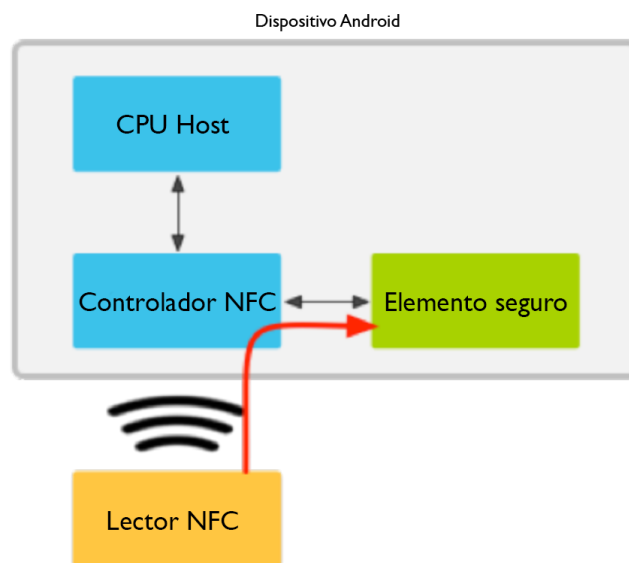 Dispositivo Android
CPU Host
Controlador NFC
Elemento seguro
Lector NFC